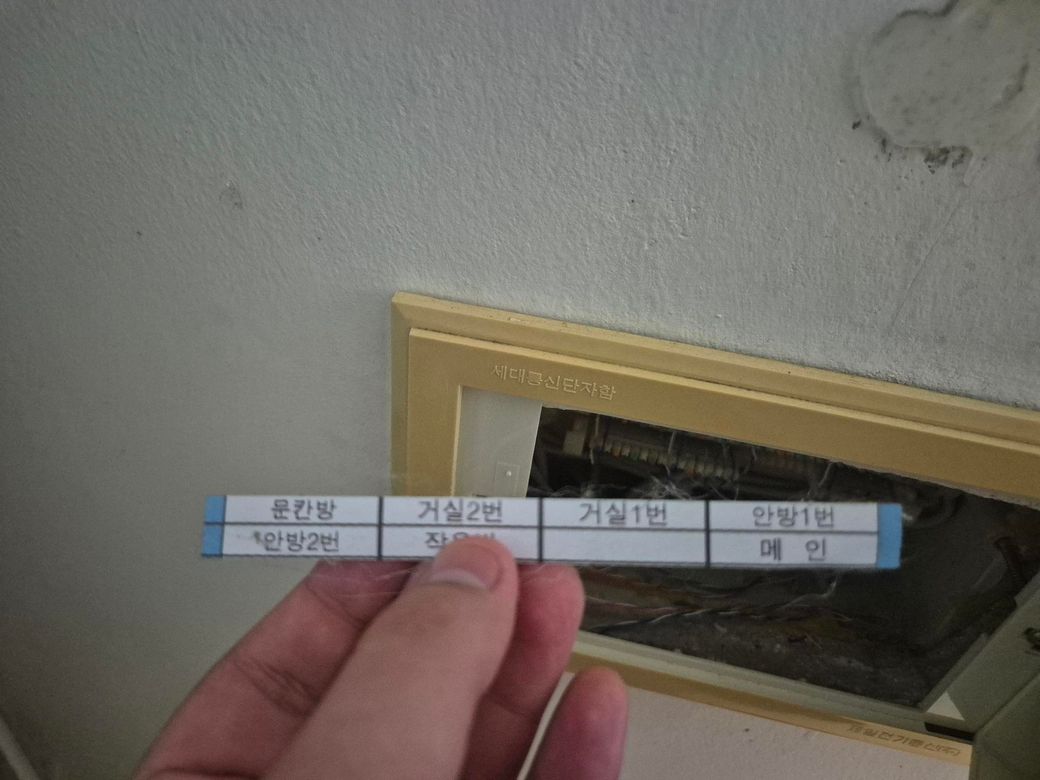 세대통신단자함
문칸방 거실2번 거실1번 안방1번
안방2번 메 인